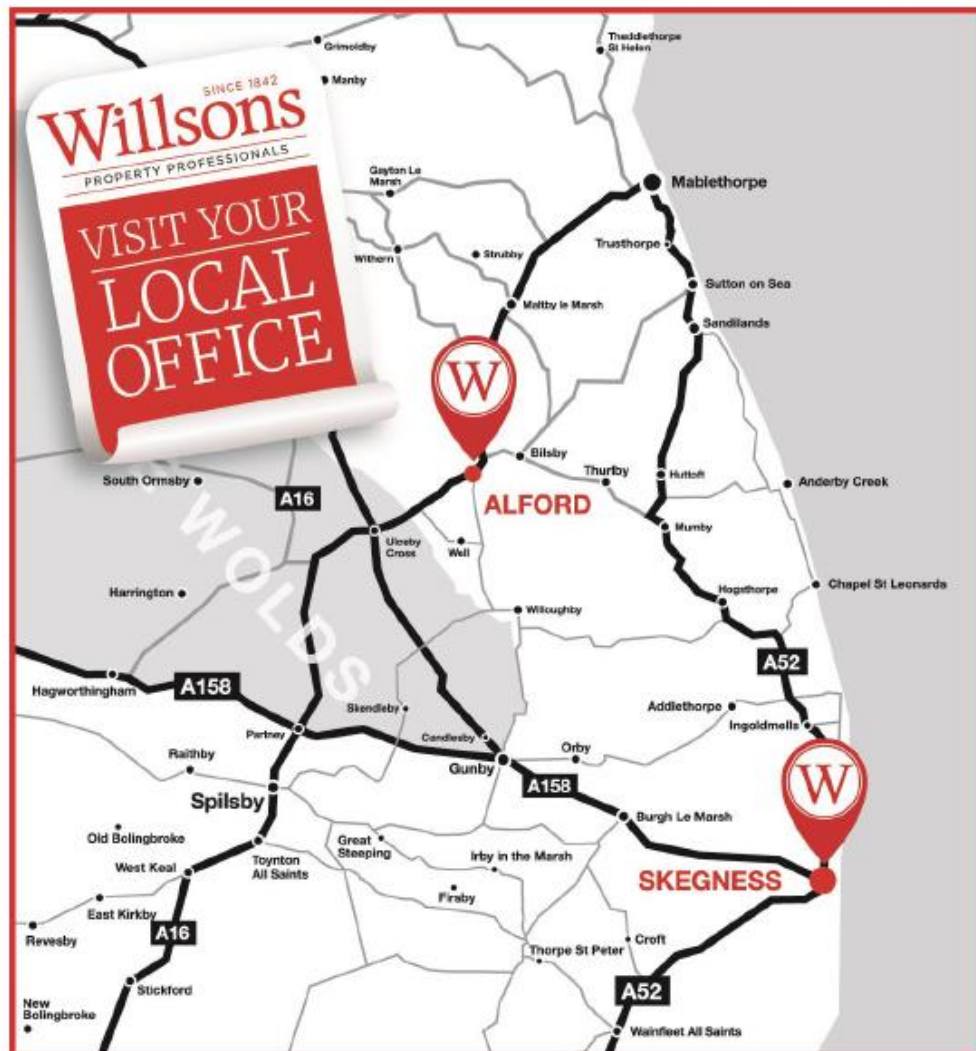 SINCE 1842
Willsons
PROPERTY PROFESSIONALS
VISIT YOUR
LOCAL
OFFICE
Grimoldby
Manby
Theddlethorpe
St Helen
Gayton Le
Marsh
Mablethorpe
Withern
Strubby
Trusthorpe
Maltby le Marsh
Sutton on Sea
Sandilands
W
Bilsby
Thurlby
Huttoft
Anderby Creek
South Ormsby
A16
ALFORD
Ulceby
Cross
Well
Mumby
WOLDS
Harrington
Willoughby
Hogsthorpe
Chapel St Leonards
A52
Hagworthingham
A158
Skendleby
Addlethorpe
Ingoldmells
Partney
Candlesby
Gunby
Orby
W
Raithby
A158
Spilsby
Burgh Le Marsh
Old Bolingbroke
Great
Steeping
West Keal
Toynton
All Saints
Irby in the Marsh
SKEGNESS
East Kirkby
Firsby
Revesby
A16
Thorpe St Peter
Croft
Stickford
A52
New
Bolingbroke
Wainfleet All Saints